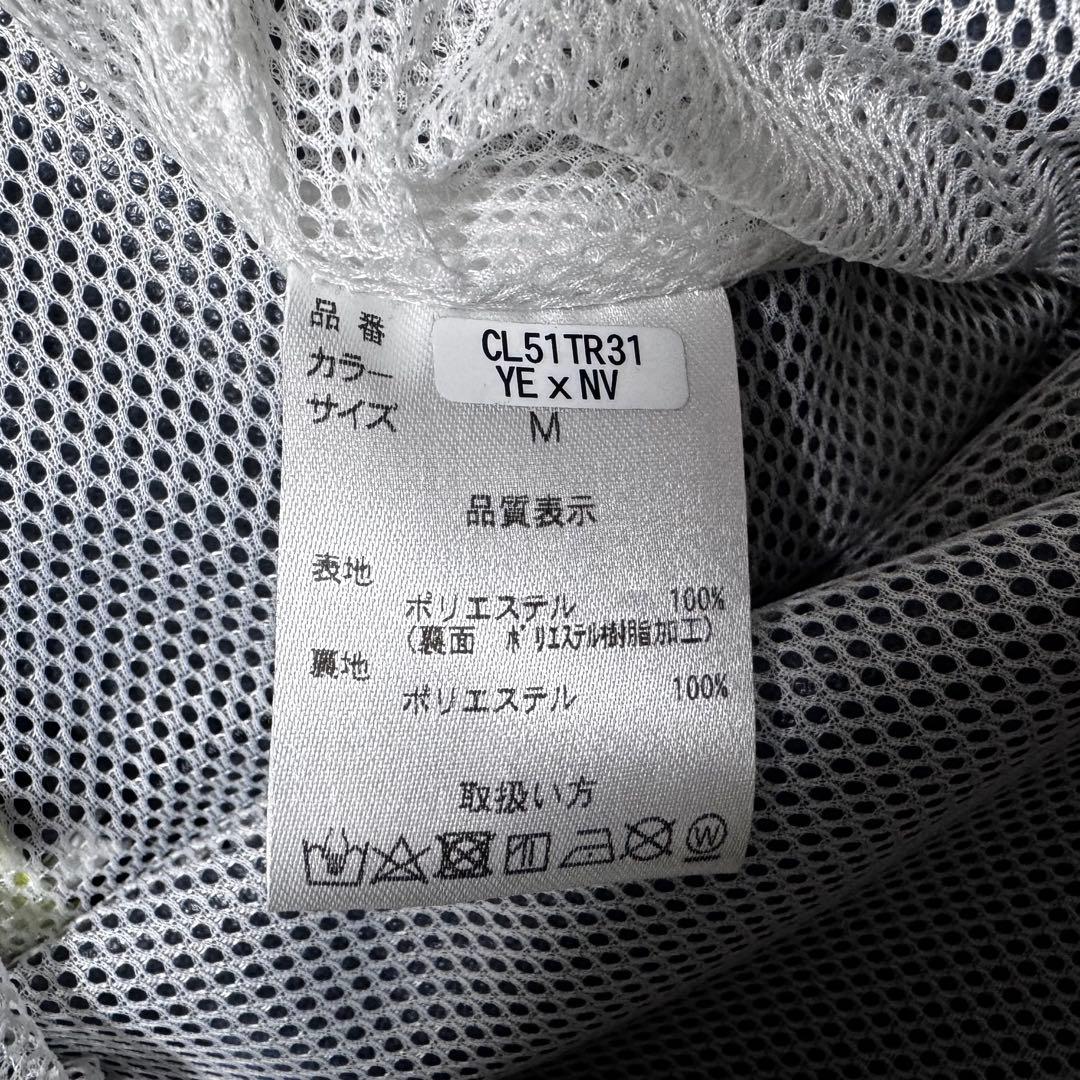 品番 CL51TR31
カラー YE x NV
サイズ M
品質表示
表地
ポリエステル 100%
(裏面 ポリエステル樹脂加工)
裏地
ポリエステル 100%
取扱い方
W